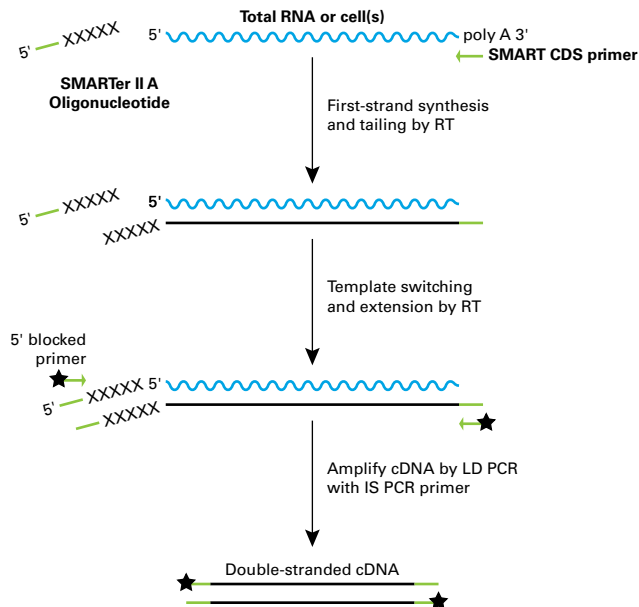 Total RNA or cell(s)
5' XXXXX
5'
poly A 3'
SMART CDS primer
SMARTer II A
Oligonucleotide
First-strand synthesis
and tailing by RT
5' XXXXX
5'
XXXXX
Template switching
and extension by RT
5' blocked
primer
5' XXXXX
5'
XXXXX
Amplify cDNA by LD PCR
with IS PCR primer
Double-stranded cDNA